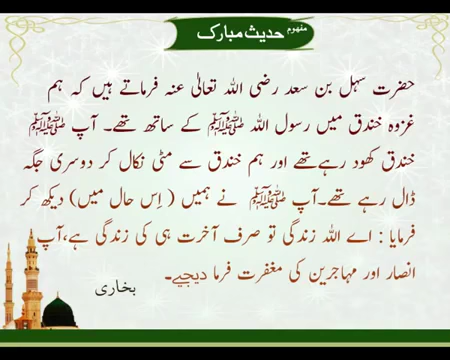 مفہوم حدیث مبارک
حضرت سہل بن سعد رضی اللہ تعالیٰ عنہ فرماتے ہیں کہ ہم
غزوہ خندق میں رسول اللہ ﷺ کے ساتھ تھے۔ آپ ﷺ
خندق کھود رہے تھے اور ہم خندق سے مٹی نکال کر دوسری جگہ
ڈال رہے تھے۔آپ ﷺ نے ہمیں ( اِس حال میں) دیکھ کر
فرمایا : اے اللہ زندگی تو صرف آخرت ہی کی زندگی ہے،آپ
انصار اور مہاجرین کی مغفرت فرما دیجیے۔
بخاری